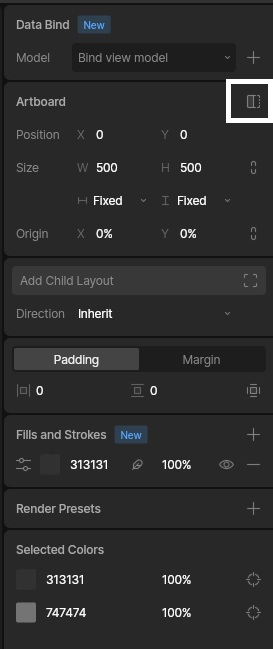 Data Bind New
Model Bind view model
Artboard
Position X 0 Y 0
Size W 500 H 500
Fixed Fixed
Origin X 0% Y 0%
Add Child Layout
Direction Inherit
Padding Margin
0 0
Fills and Strokes New
313131 100%
Render Presets
Selected Colors
313131 100%
747474 100%